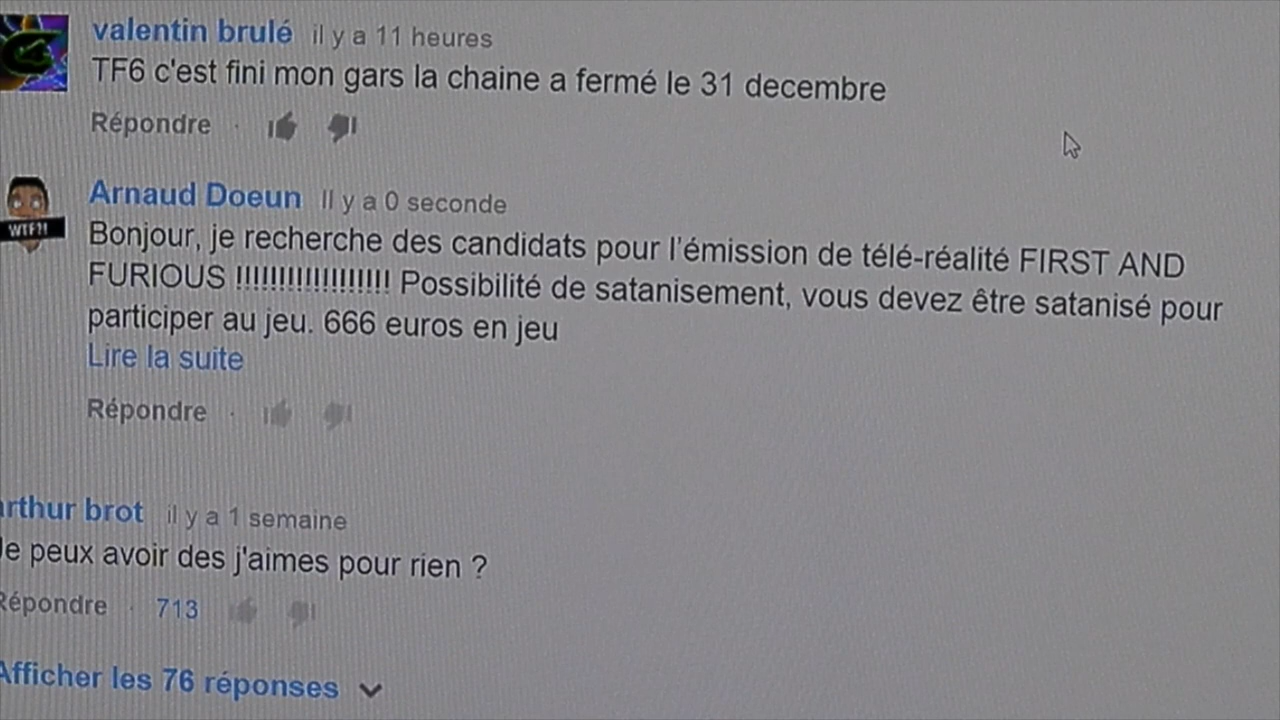 valentin brulé il y a 11 heures
TF6 c'est fini mon gars la chaine a fermé le 31 decembre
Répondre ·
Arnaud Doeun Il y a 0 seconde
WTF?!
Bonjour, je recherche des candidats pour l'émission de télé-réalité FIRST AND
FURIOUS !!!!!!!!!!!!!!!!!!! Possibilité de satanisement, vous devez être satanisé pour
participer au jeu. 666 euros en jeu
Lire la suite
Répondre ·
rthur brot il y a 1 semaine
Je peux avoir des j'aimes pour rien ?
Répondre · 713
Afficher les 76 réponses